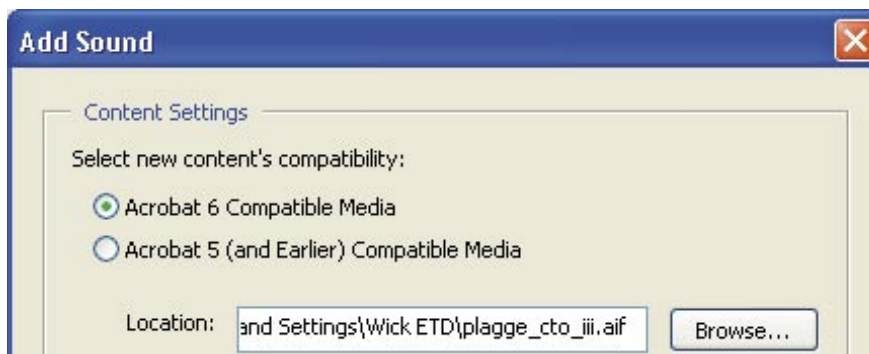 Add Sound
Content Settings
Select new content's compatibility:
Acrobat 6 Compatible Media
Acrobat 5 (and Earlier) Compatible Media
Location: and Settings\Wick ETD\plagge_cto_iii.aif Browse...